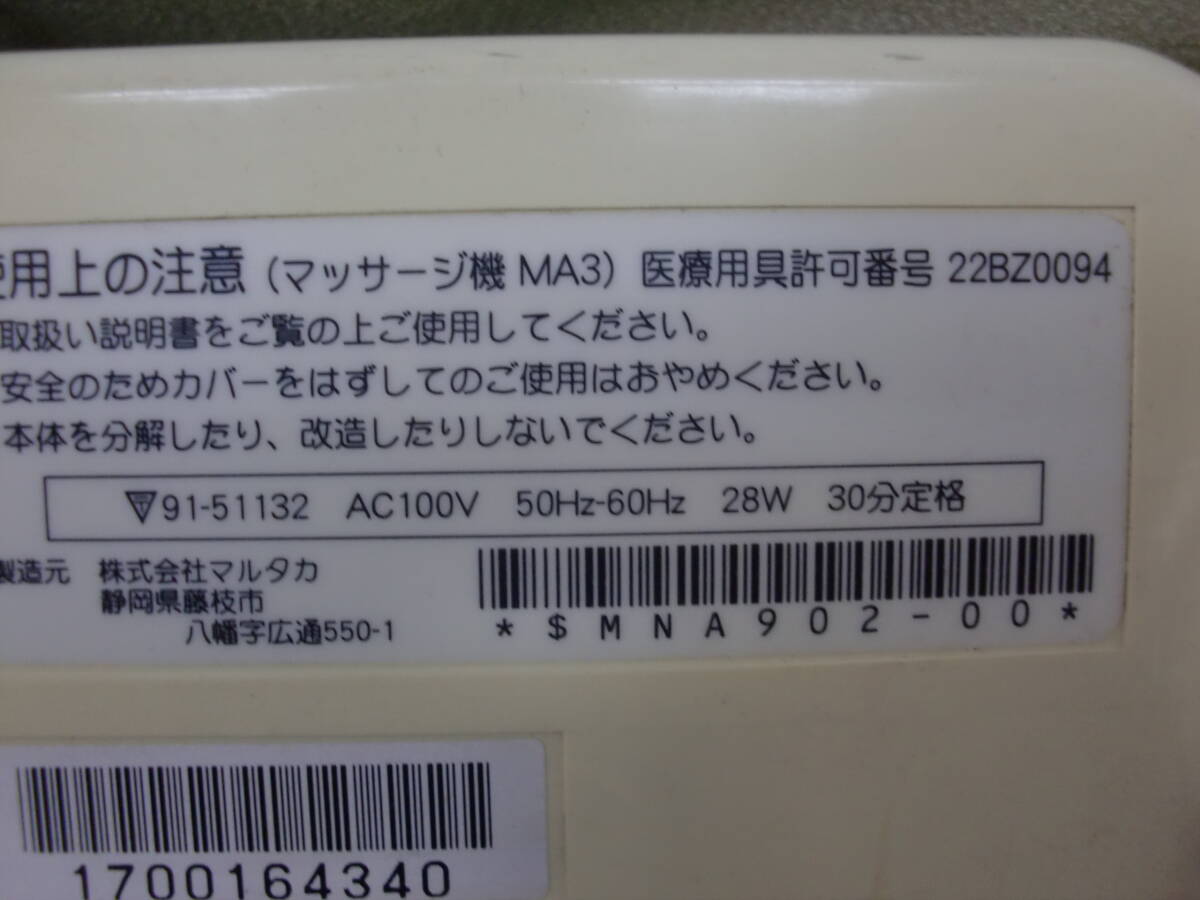 使用上の注意（マッサージ機 MA3）医療用具許可番号 22BZ0094
取扱い説明書をご覧の上ご使用してください。
安全のためカバーをはずしてのご使用はおやめください。
本体を分解したり、改造したりしないでください。
91-51132 AC100V 50Hz-60Hz 28W 30分定格
製造元 株式会社マルタカ
静岡県藤枝市
八幡字広通550-1
*$MNA902-00*
1700164340